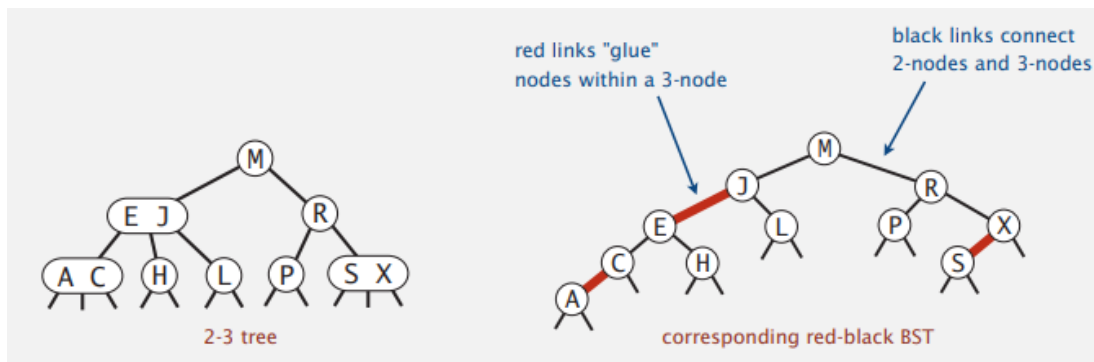 red links "glue"
nodes within a 3-node
black links connect
2-nodes and 3-nodes
M
E J
R
A C
H
L
P
S X
2-3 tree
M
J
R
E
L
P
X
C
H
S
A
corresponding red-black BST